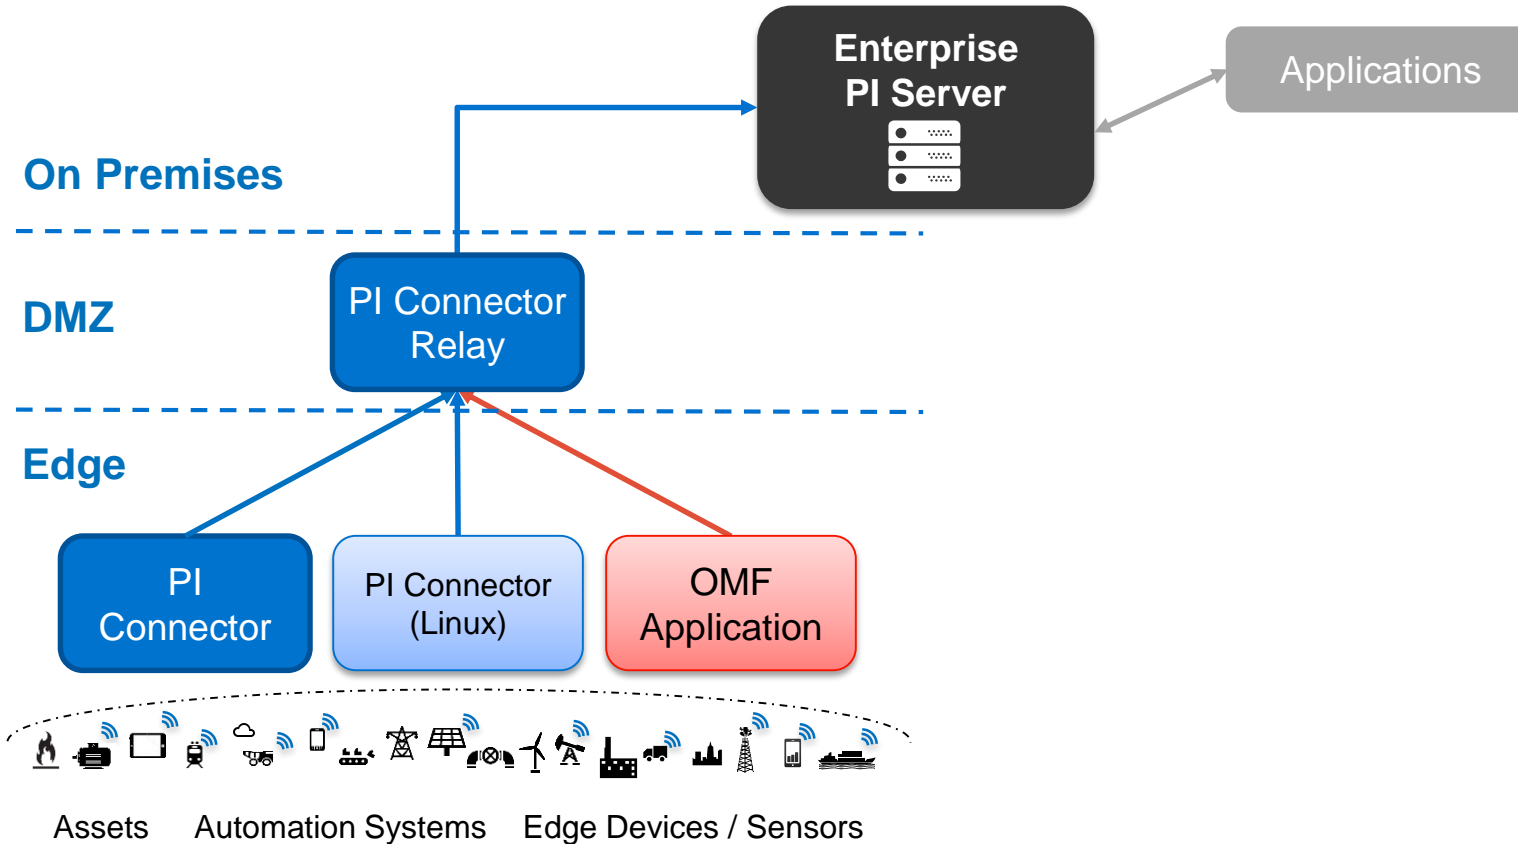 Enterprise
PI Server
Applications
On Premises
PI Connector
Relay
DMZ
Edge
PI
Connector
PI Connector
(Linux)
OMF
Application
Assets
Automation Systems
Edge Devices / Sensors